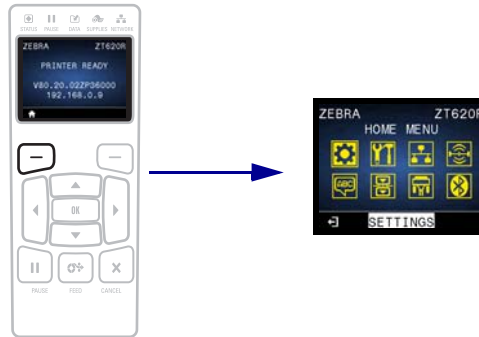 STATUS PAUSE DATA SUPPLIES NETWORK
ZEBRA ZT620R
PRINTER READY
V80.20.02ZP36000
192.168.0.9
OK
PAUSE FEED CANCEL
ZEBRA ZT620R
HOME MENU
ABC
SETTINGS